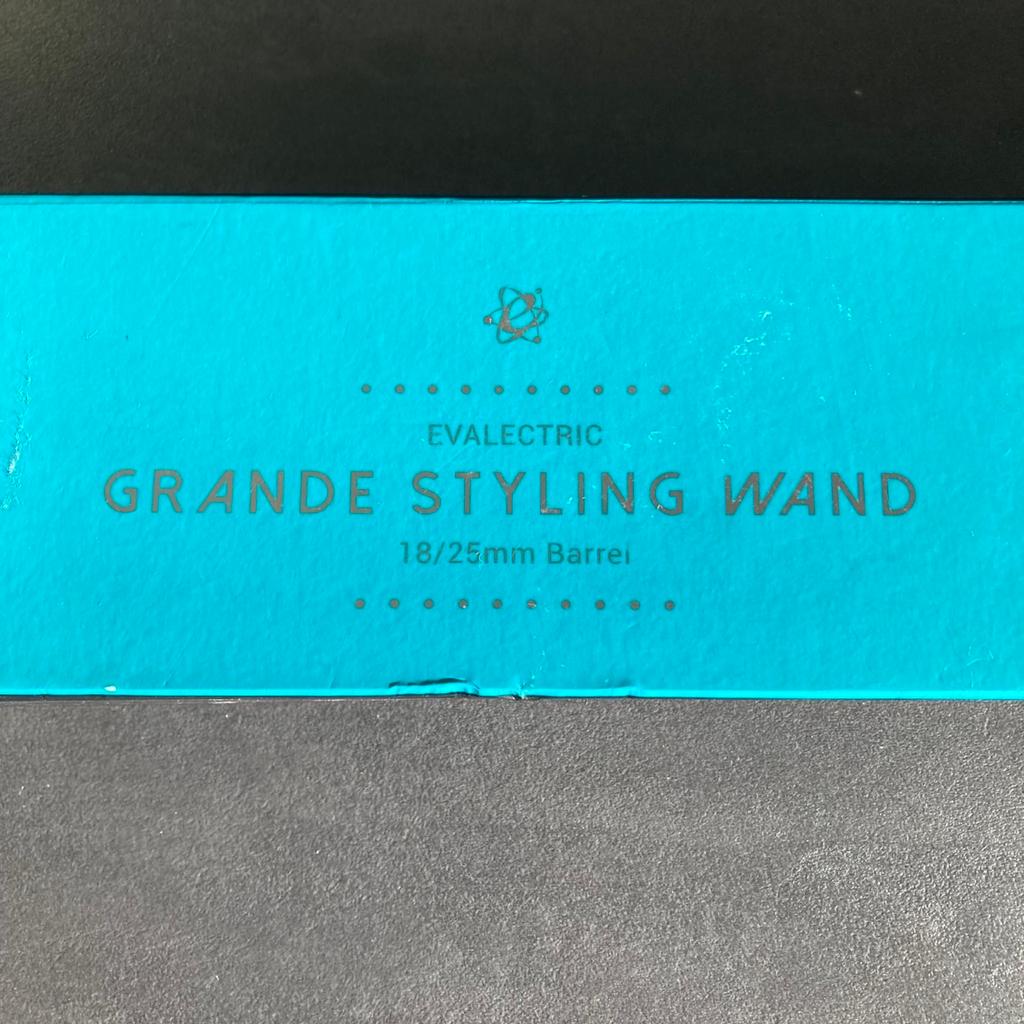 EVALECTRIC
GRANDE STYLING WAND
18/25mm Barrel